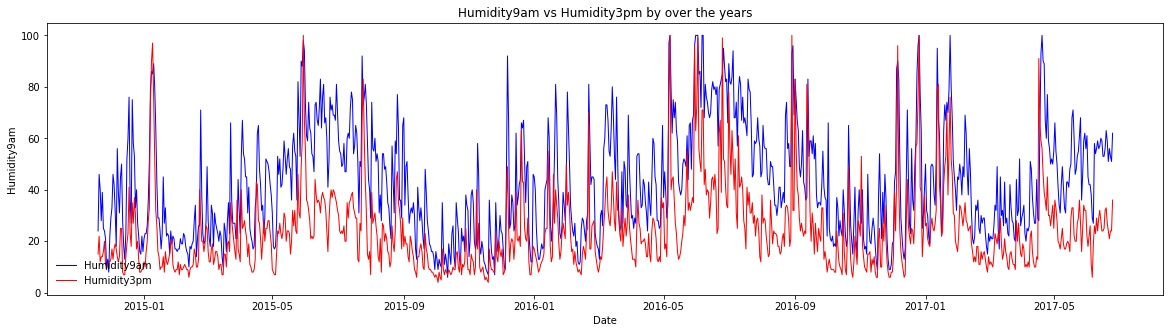 Humidity9am vs Humidity3pm by over the years
100
80
60
40
20
0
Humidity9am
Humidity9am
Humidity3pm
2015-01
2015-05
2015-09
2016-01
2016-05
2016-09
2017-01
2017-05
Date